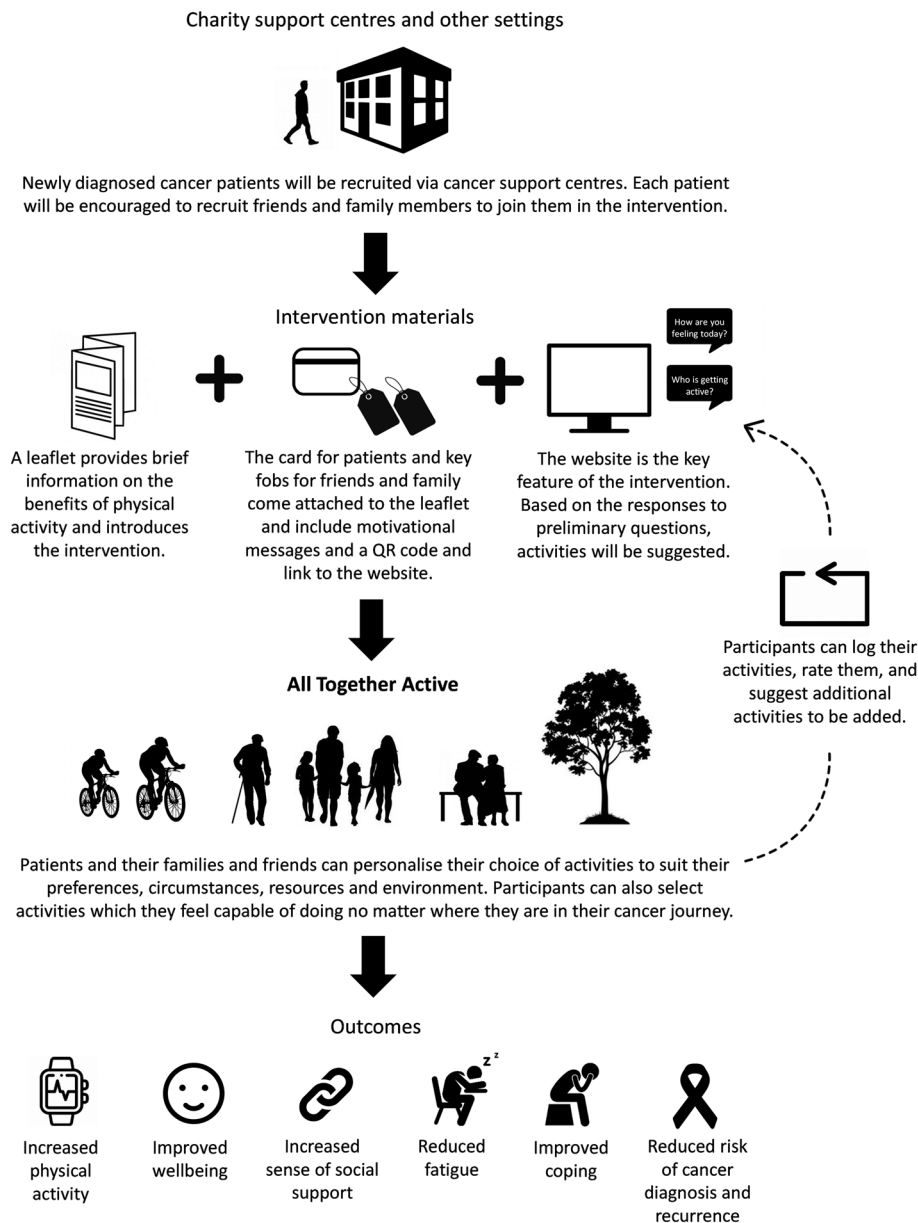 Charity support centres and other settings
Newly diagnosed cancer patients will be recruited via cancer support centres. Each patient
will be encouraged to recruit friends and family members to join them in the intervention.
Intervention materials
A leaflet provides brief
information on the
benefits of physical
activity and introduces
the intervention.
The card for patients and key
fobs for friends and family
come attached to the leaflet
and include motivational
messages and a QR code and
link to the website.
How are you
feeling today?
Who is getting
active?
The website is the key
feature of the intervention.
Based on the responses to
preliminary questions,
activities will be suggested.
Participants can log their
activities, rate them, and
suggest additional
activities to be added.
All Together Active
Patients and their families and friends can personalise their choice of activities to suit their
preferences, circumstances, resources and environment. Participants can also select
activities which they feel capable of doing no matter where they are in their cancer journey.
Outcomes
z z
Increased
physical
activity
Improved
wellbeing
Increased
sense of social
support
Reduced
fatigue
Improved
coping
Reduced risk
of cancer
diagnosis and
recurrence